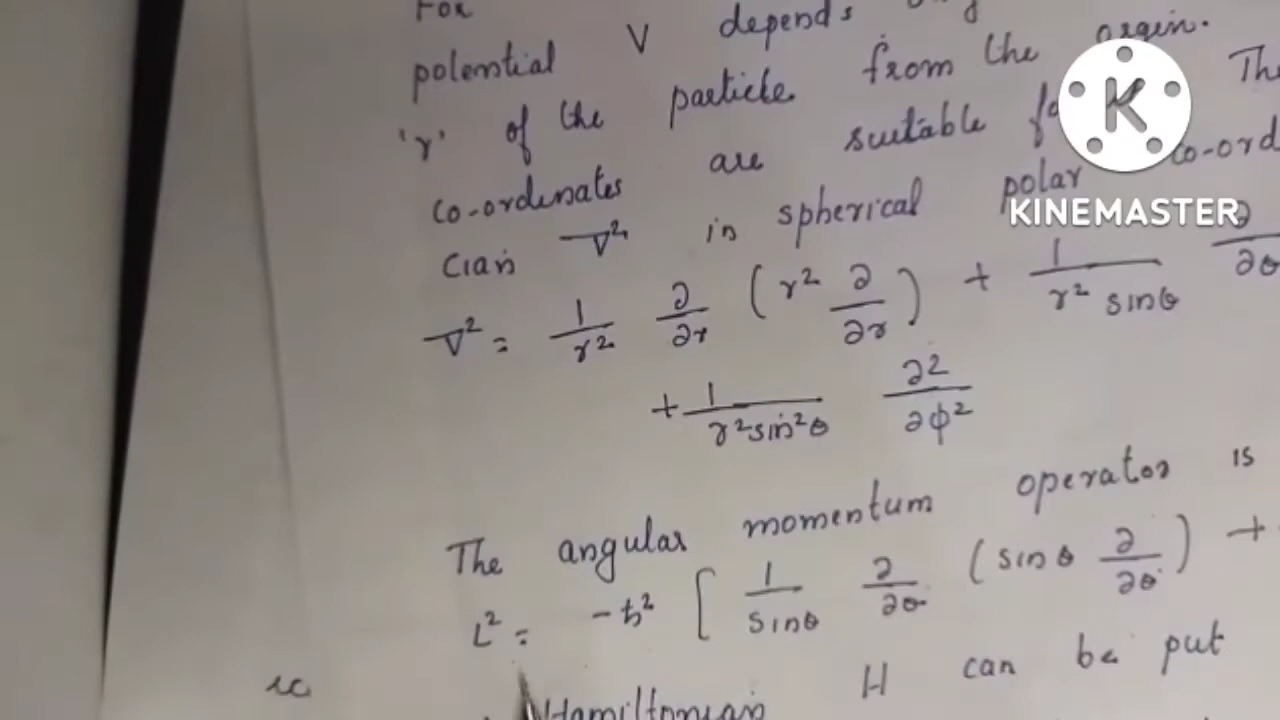 For
potential V depends
'r' of the particle from the orgin.
co-ordinates are suitable The
cian ∇² in spherical polar co-ord
∇² = 1/r² ∂/∂r (r² ∂/∂r) + 1/r² sinθ ∂/∂θ
+ 1/r² sin²θ ∂²/∂φ²
The angular momentum operator is
L² = -ħ² [ 1/sinθ ∂/∂θ (sinθ ∂/∂θ) +
Hamiltonian H can be put
K
KINEMASTER